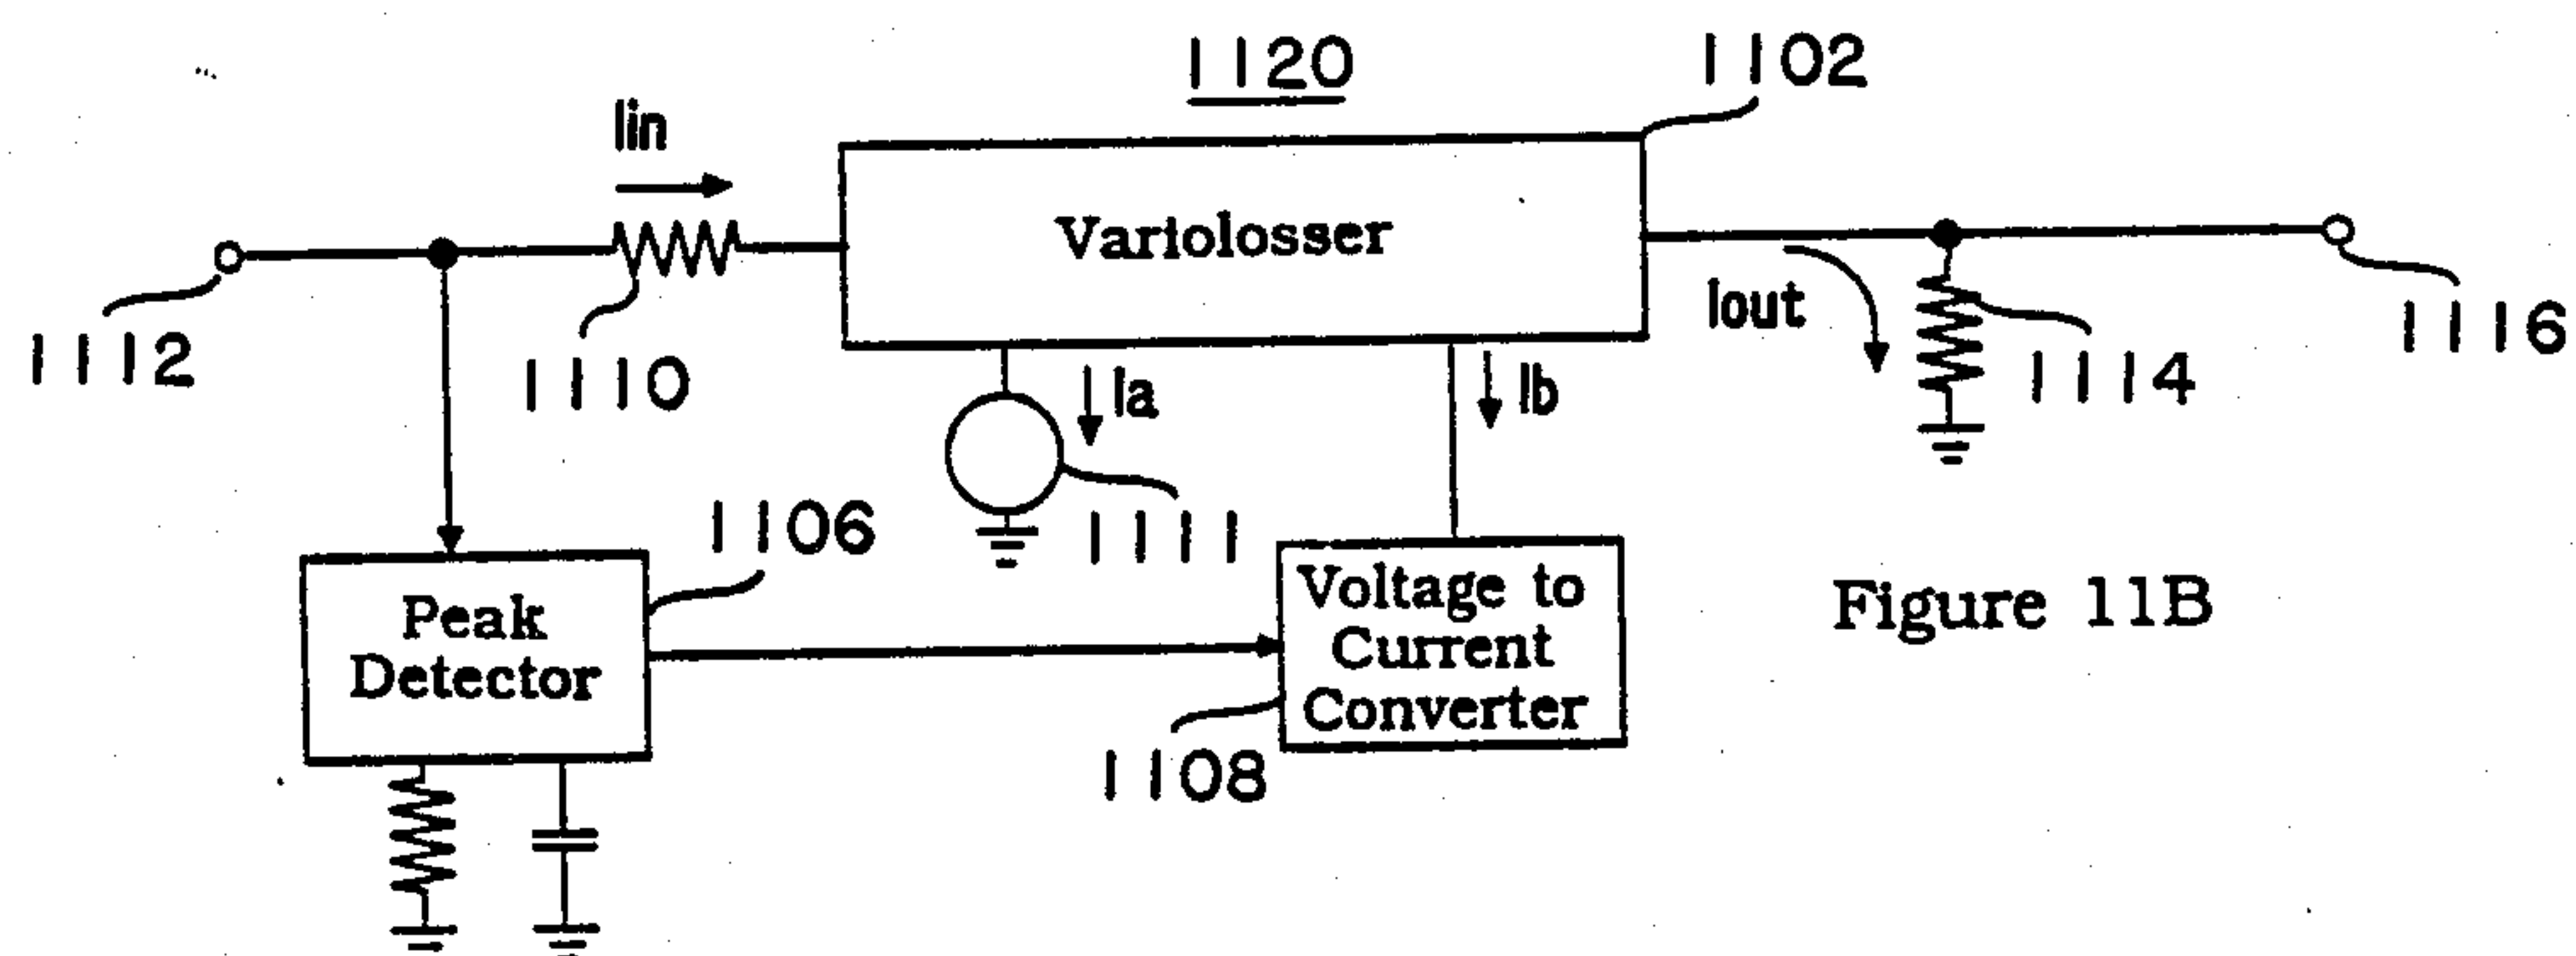 1120
1102
Iin
Variolosser
1112
1110
Iout
1114
1116
Ia
Ib
1111
1106
Peak
Detector
Voltage to
Current
Converter
1108
Figure 11B